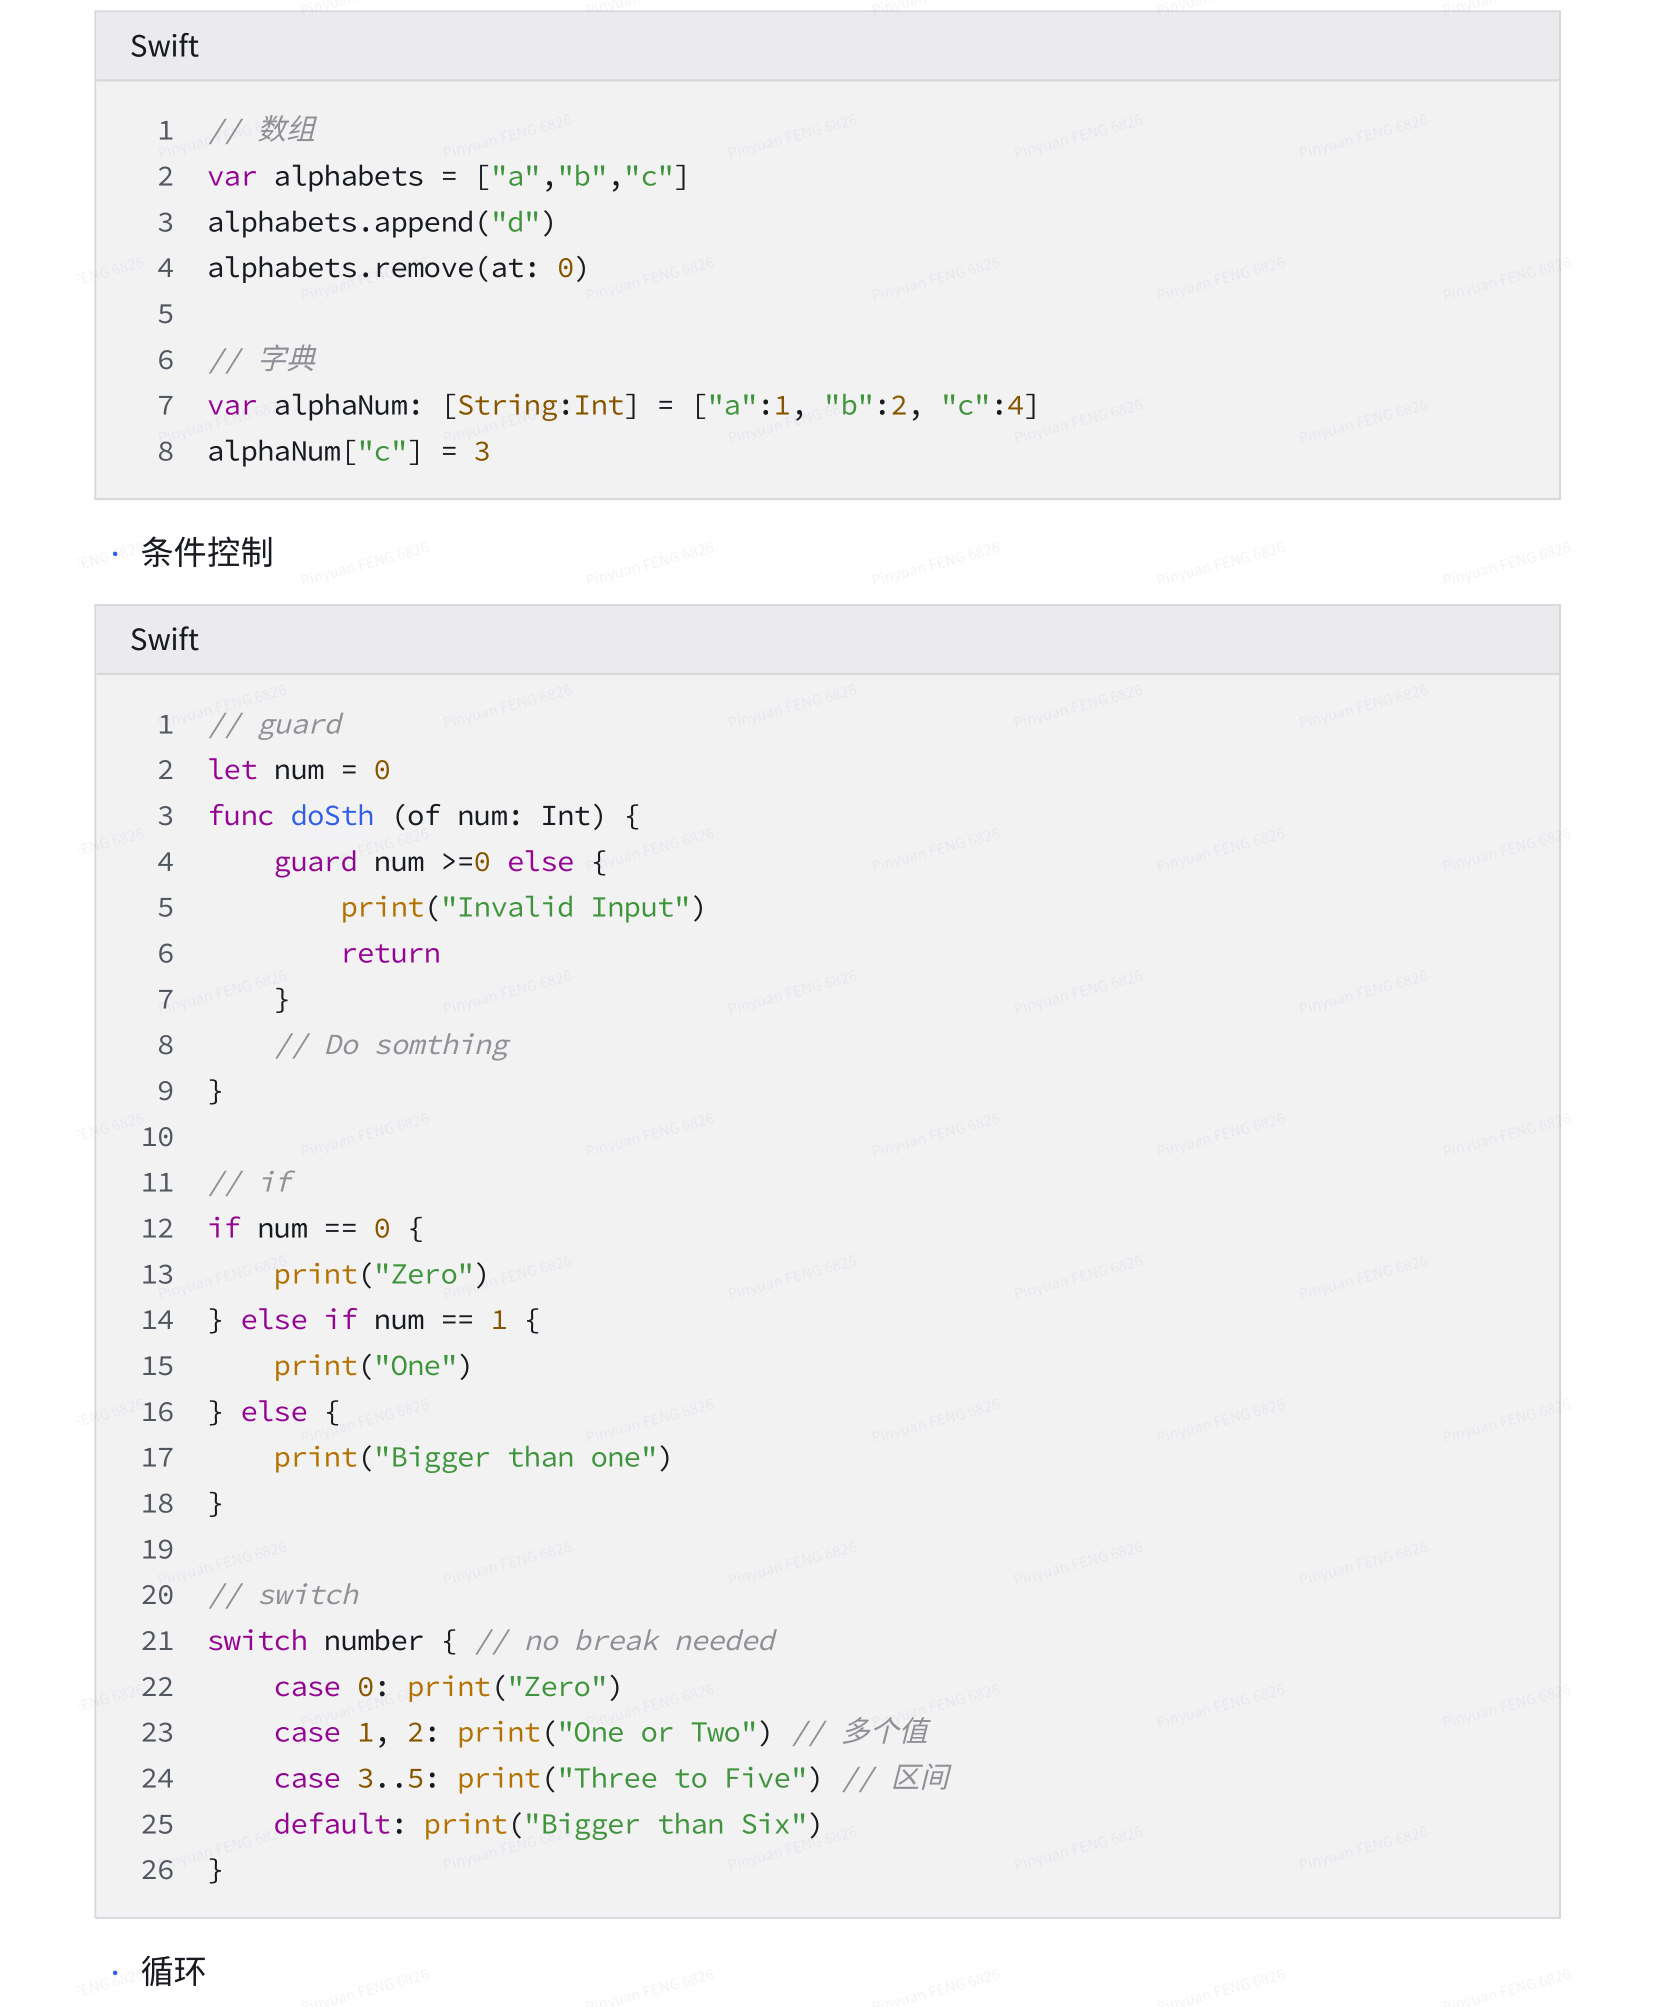 Swift
1 // 数组
2 var alphabets = ["a","b","c"]
3 alphabets.append("d")
4 alphabets.remove(at: 0)
5
6 // 字典
7 var alphaNum: [String:Int] = ["a":1, "b":2, "c":4]
8 alphaNum["c"] = 3
· 条件控制
Swift
1 // guard
2 let num = 0
3 func doSth (of num: Int) {
4     guard num >=0 else {
5         print("Invalid Input")
6         return
7     }
8     // Do somthing
9 }
10
11 // if
12 if num == 0 {
13     print("Zero")
14 } else if num == 1 {
15     print("One")
16 } else {
17     print("Bigger than one")
18 }
19
20 // switch
21 switch number { // no break needed
22     case 0: print("Zero")
23     case 1, 2: print("One or Two") // 多个值
24     case 3..5: print("Three to Five") // 区间
25     default: print("Bigger than Six")
26 }
· 循环
Pinyuan FENG 6826